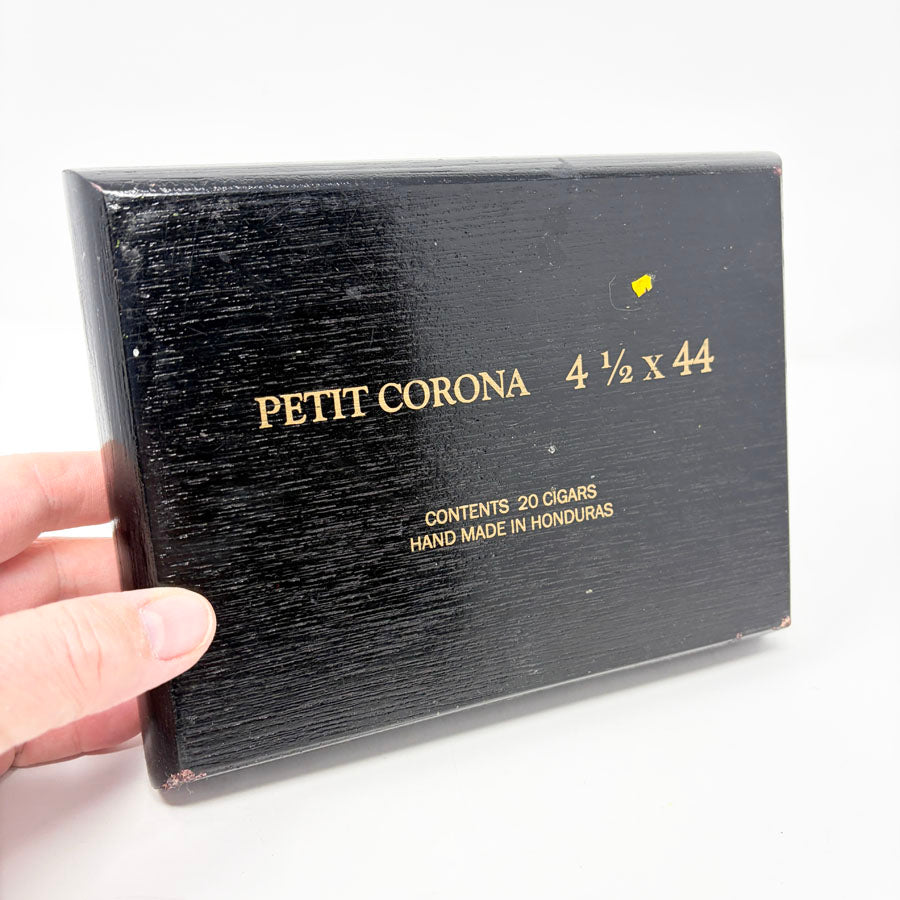 PETIT CORONA 4 ½ X 44
CONTENTS 20 CIGARS
HAND MADE IN HONDURAS